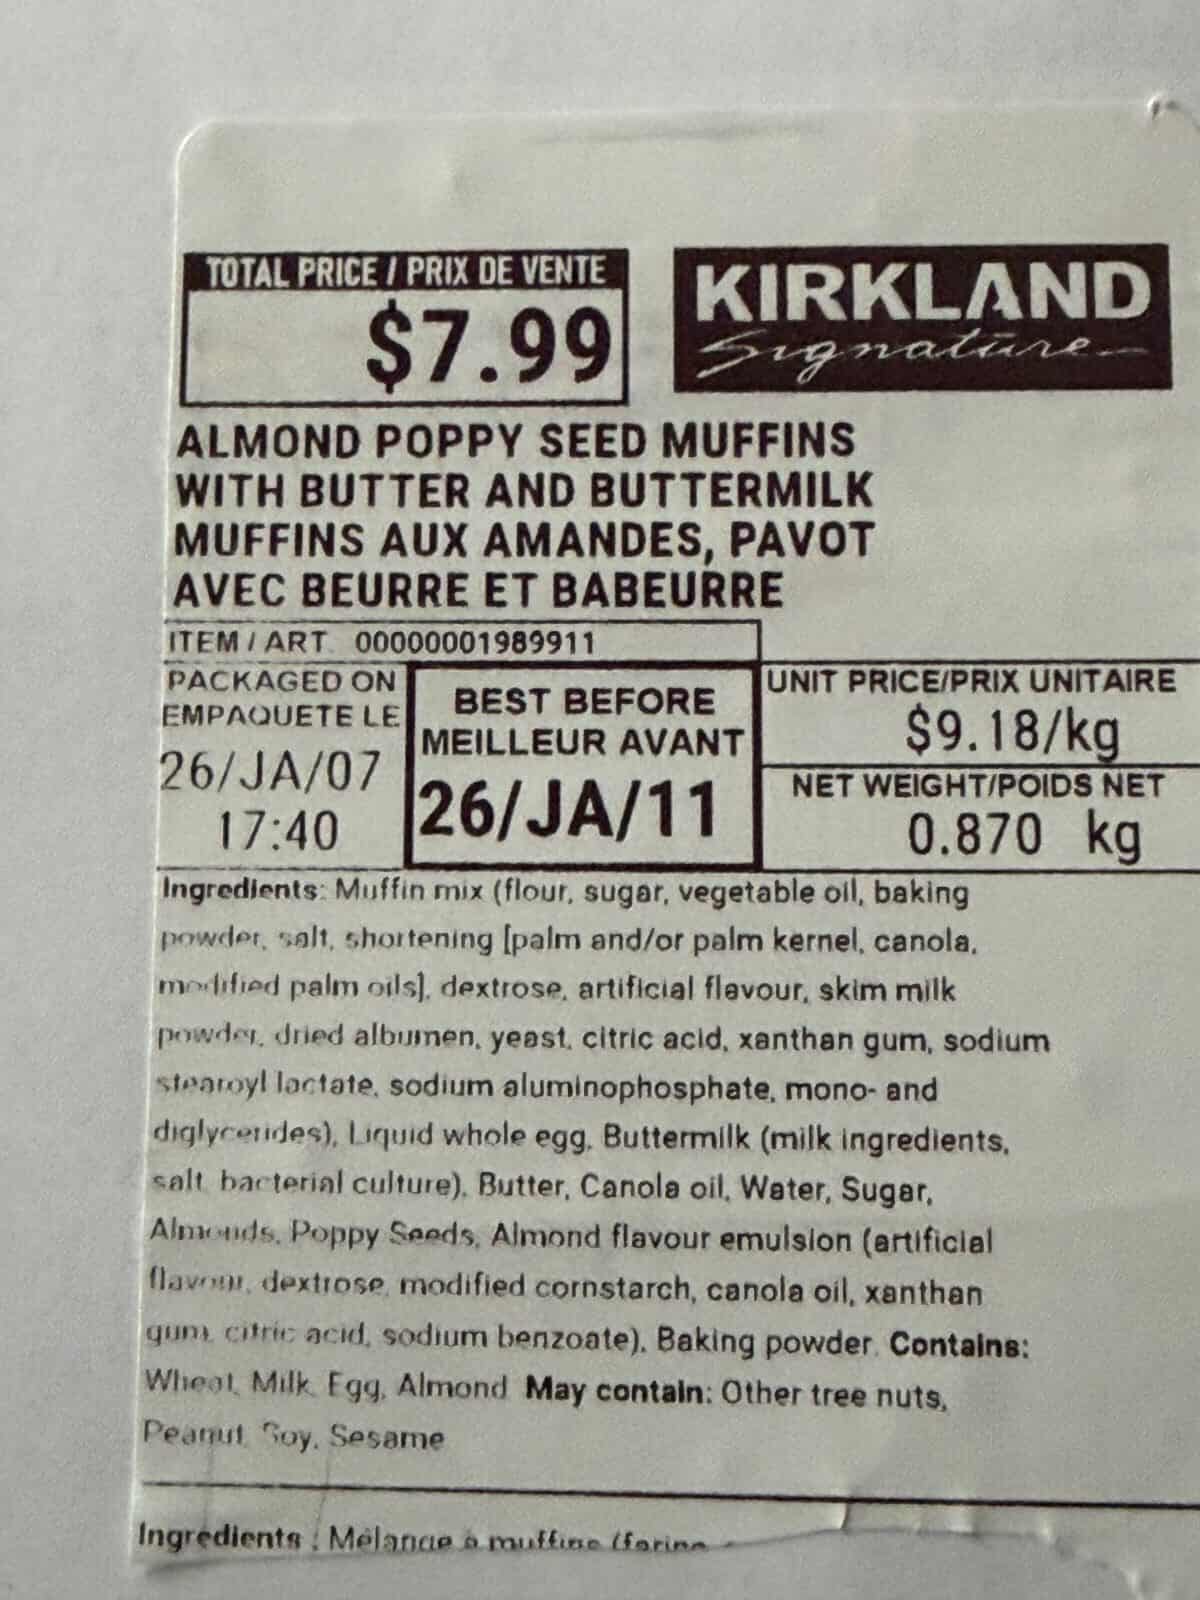 TOTAL PRICE / PRIX DE VENTE
$7.99
KIRKLAND
Signature
ALMOND POPPY SEED MUFFINS
WITH BUTTER AND BUTTERMILK
MUFFINS AUX AMANDES, PAVOT
AVEC BEURRE ET BABEURRE
ITEM / ART 00000001989911
PACKAGED ON
EMPAQUETE LE
26/JA/07
17:40
BEST BEFORE
MEILLEUR AVANT
26/JA/11
UNIT PRICE/PRIX UNITAIRE
$9.18/kg
NET WEIGHT/POIDS NET
0.870 kg
Ingredients: Muffin mix (flour, sugar, vegetable oil, baking
powder, salt, shortening [palm and/or palm kernel, canola,
modified palm oils], dextrose, artificial flavour, skim milk
powder, dried albumen, yeast, citric acid, xanthan gum, sodium
stearoyl lactate, sodium aluminophosphate, mono- and
diglycerides), Liquid whole egg, Buttermilk (milk ingredients,
salt, bacterial culture), Butter, Canola oil, Water, Sugar,
Almonds, Poppy Seeds, Almond flavour emulsion (artificial
flavour, dextrose, modified cornstarch, canola oil, xanthan
gum, citric acid, sodium benzoate), Baking powder. Contains:
Wheat, Milk, Egg, Almond May contain: Other tree nuts,
Peanut, Soy, Sesame
Ingredients : Mélange à muffins (farine